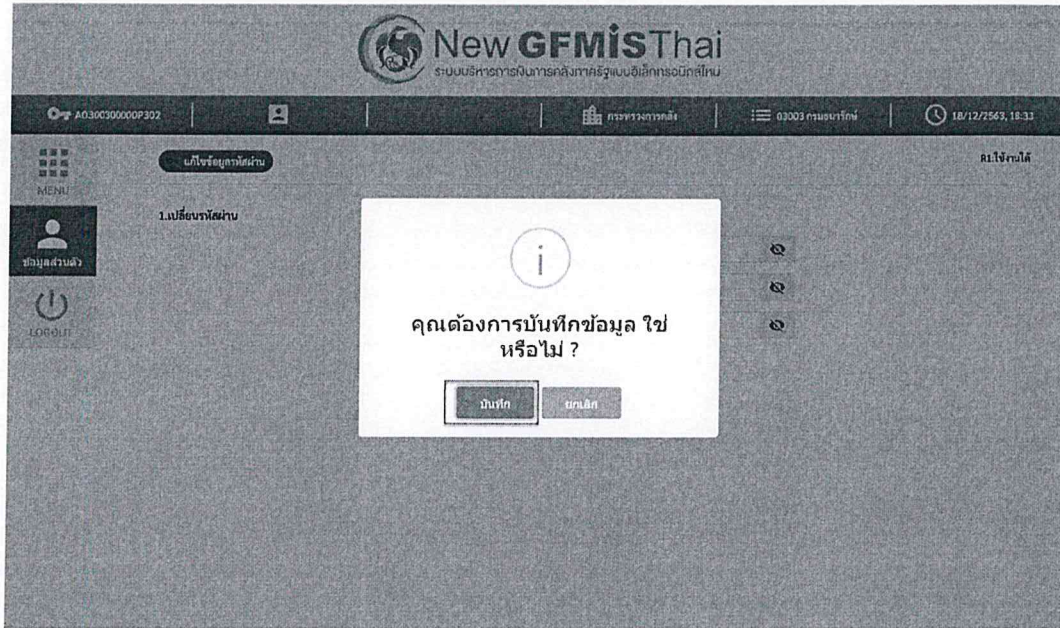 New GFMiSThai
ระบบบริหารการเงินการคลังภาครัฐแบบอิเล็กทรอนิกส์ใหม่
A0300300000P302
กระทรวงการคลัง
03003 กรมธนารักษ์
18/12/2563, 18:33
MENU
แก้ไขข้อมูลรหัสผ่าน
R1:ใช้งานได้
1.เปลี่ยนรหัสผ่าน
ข้อมูลส่วนตัว
LOGOUT
i
คุณต้องการบันทึกข้อมูล ใช่
หรือไม่ ?
บันทึก
ยกเลิก